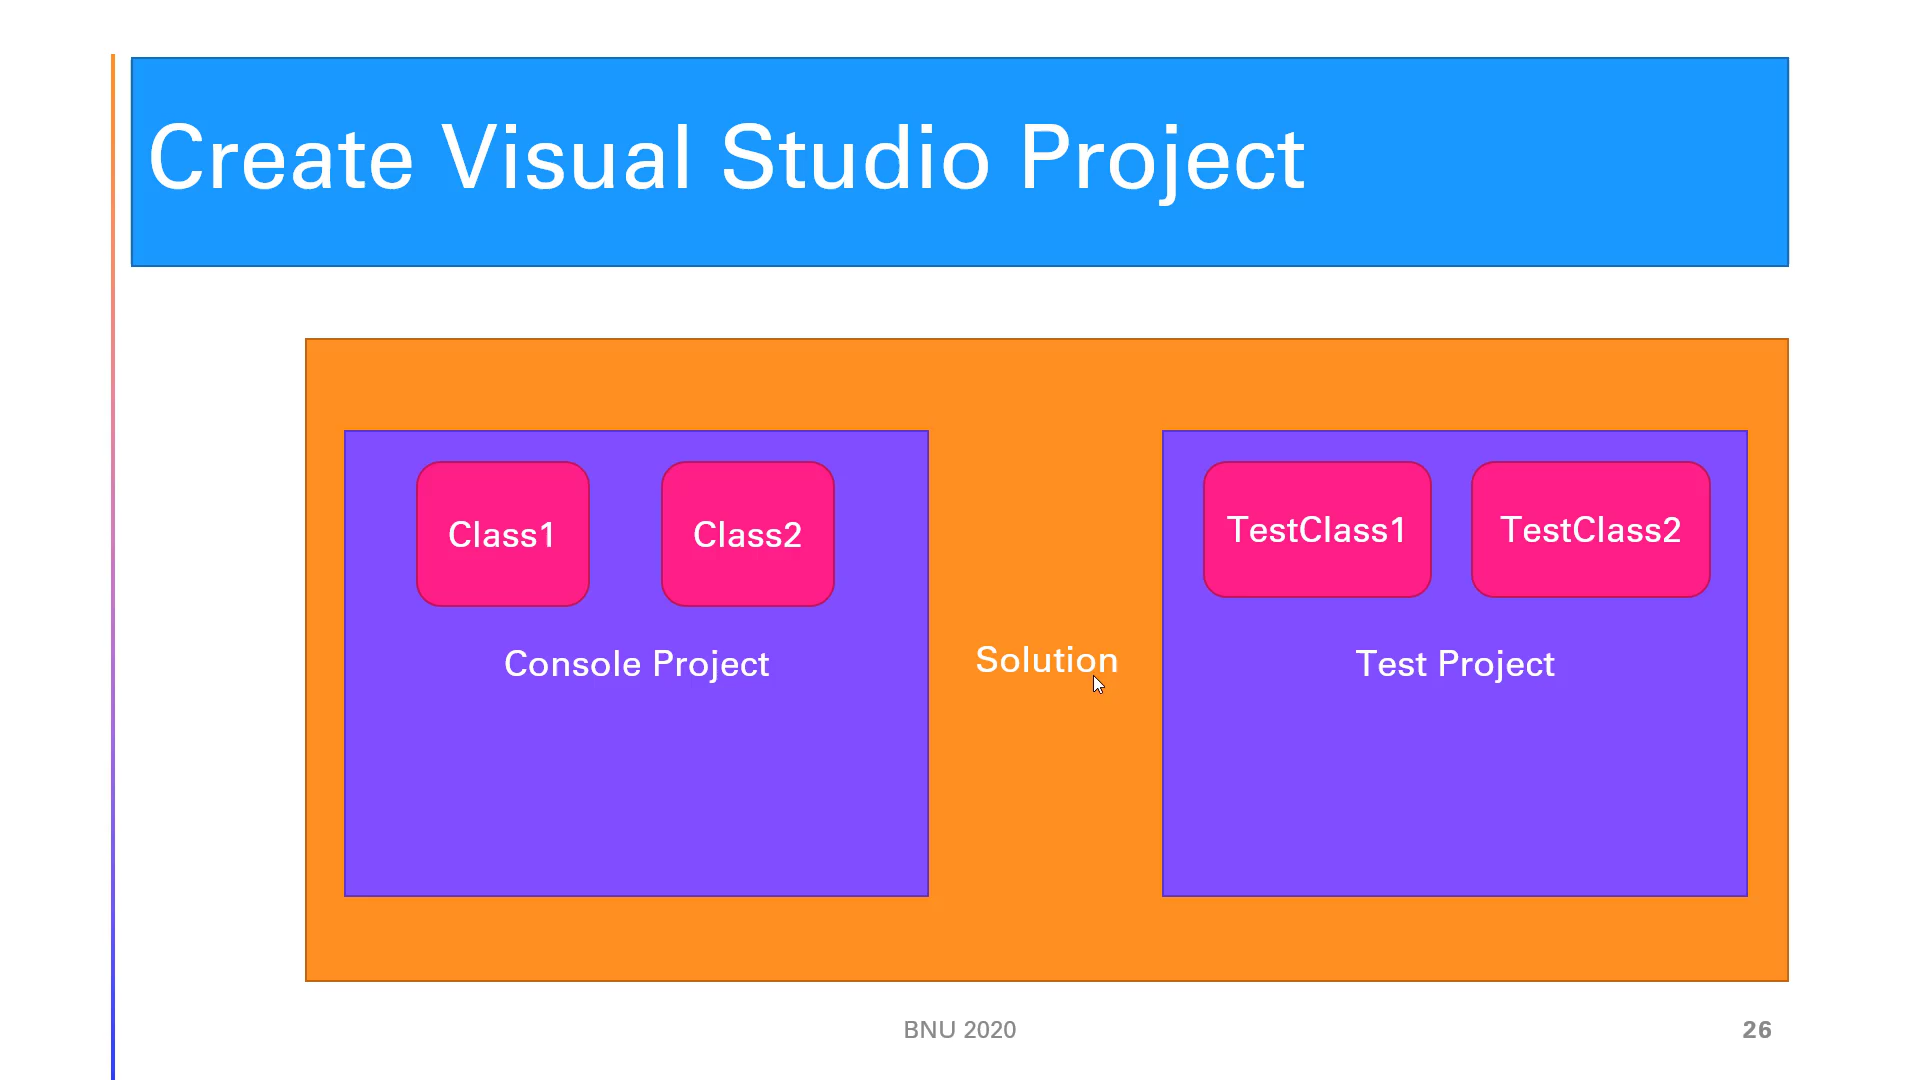 Create Visual Studio Project
Class1
Class2
TestClass1
TestClass2
Console Project
Solution
Test Project
BNU 2020
26